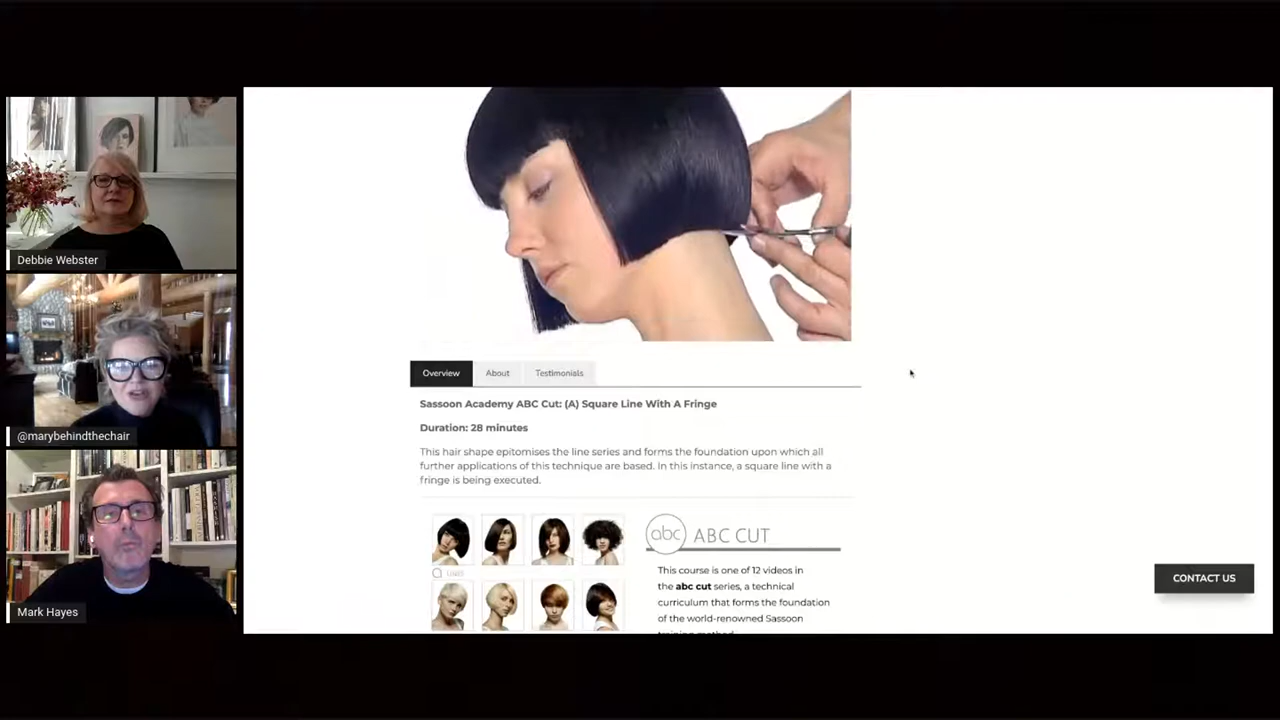 Debbie Webster
@marybehindthechair
Mark Hayes
Overview
About
Testimonials
Sassoon Academy ABC Cut: (A) Square Line With A Fringe
Duration: 28 minutes
This hair shape epitomises the line series and forms the foundation upon which all
further applications of this technique are based. In this instance, a square line with a
fringe is being executed.
a LINES
abc ABC CUT
This course is one of 12 videos in
the abc cut series, a technical
curriculum that forms the foundation
of the world-renowned Sassoon
training method
CONTACT US